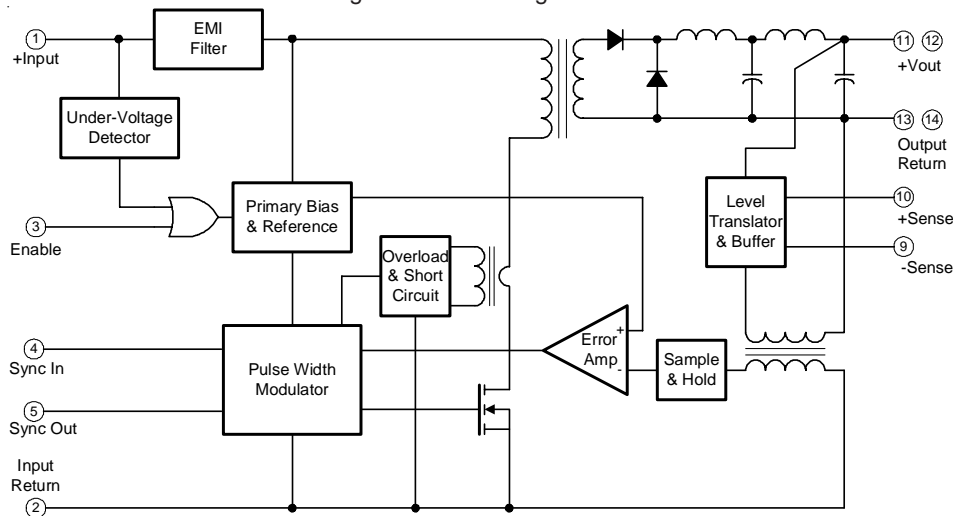 1
+Input
EMI
Filter
11 12
+Vout
Under-Voltage
Detector
13 14
Output
Return
3
Enable
Primary Bias
& Reference
Level
Translator
& Buffer
10
+Sense
9
-Sense
Overload
& Short
Circuit
4
Sync In
Pulse Width
Modulator
Error
Amp
+
-
Sample
& Hold
5
Sync Out
Input
Return
2